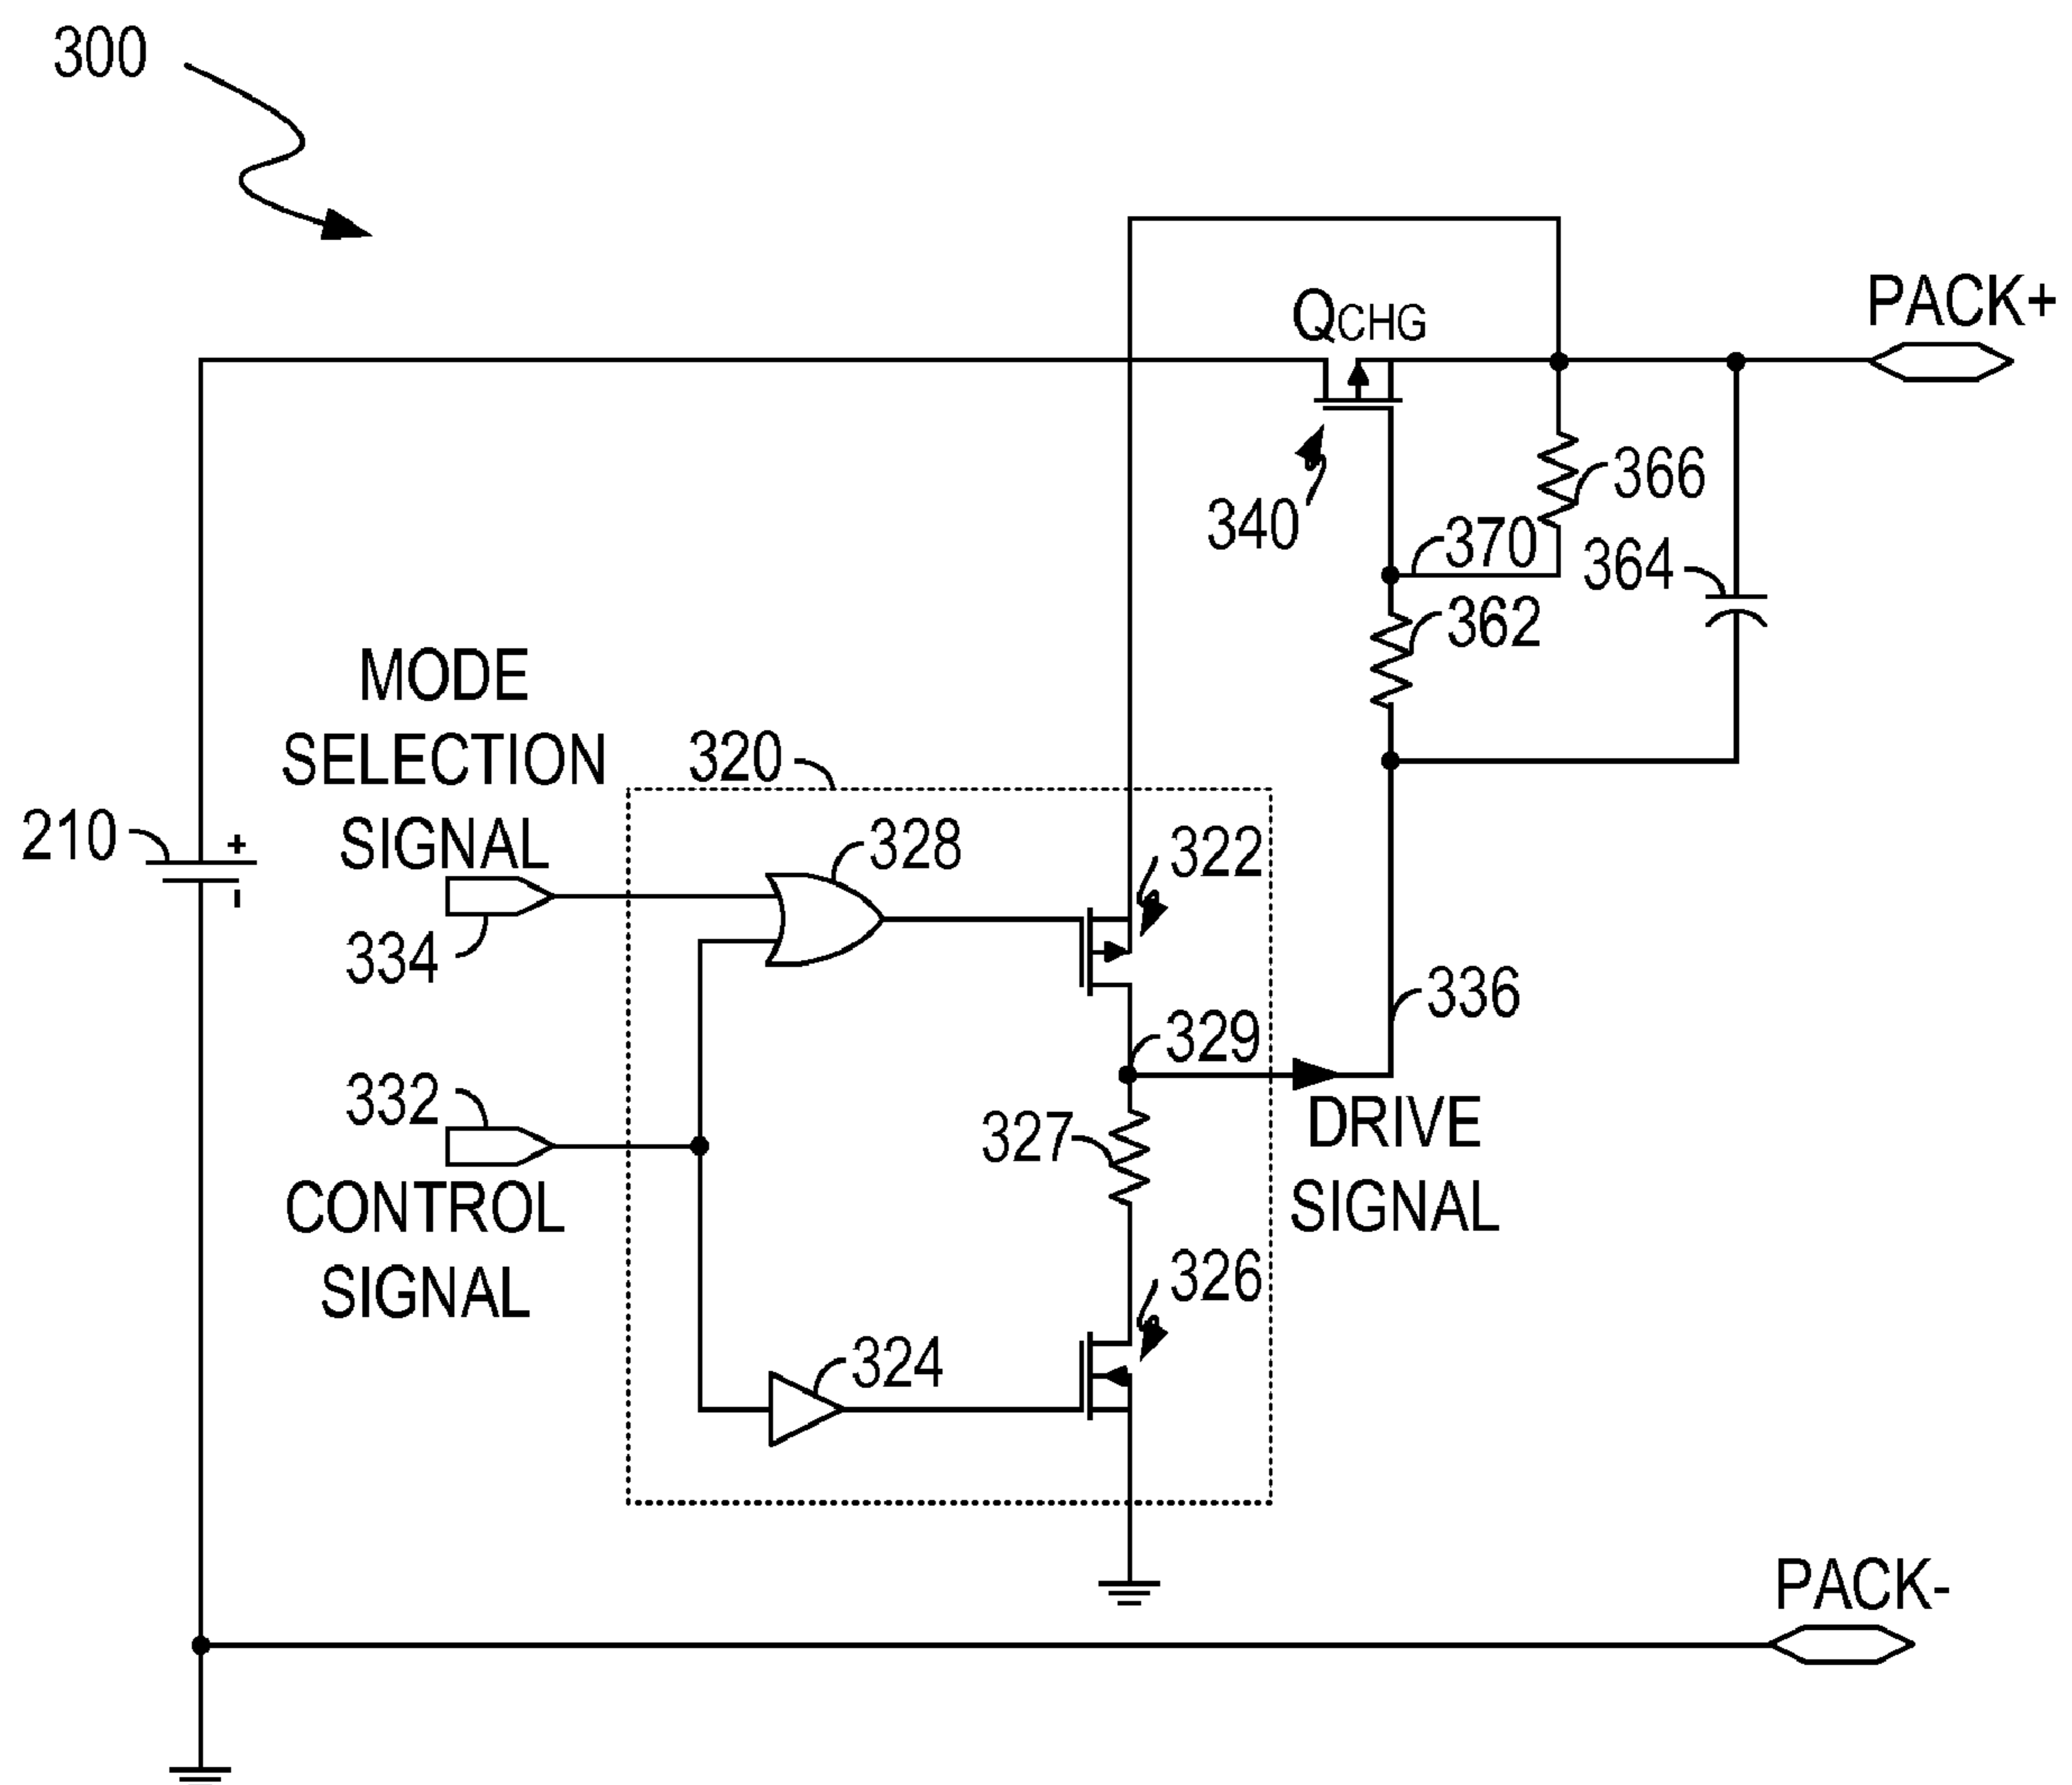 300
QCHG
PACK+
366
340
370
364
362
MODE
SELECTION
SIGNAL
320
210
+
-
328
322
334
336
329
332
327
DRIVE
SIGNAL
CONTROL
SIGNAL
326
324
PACK-